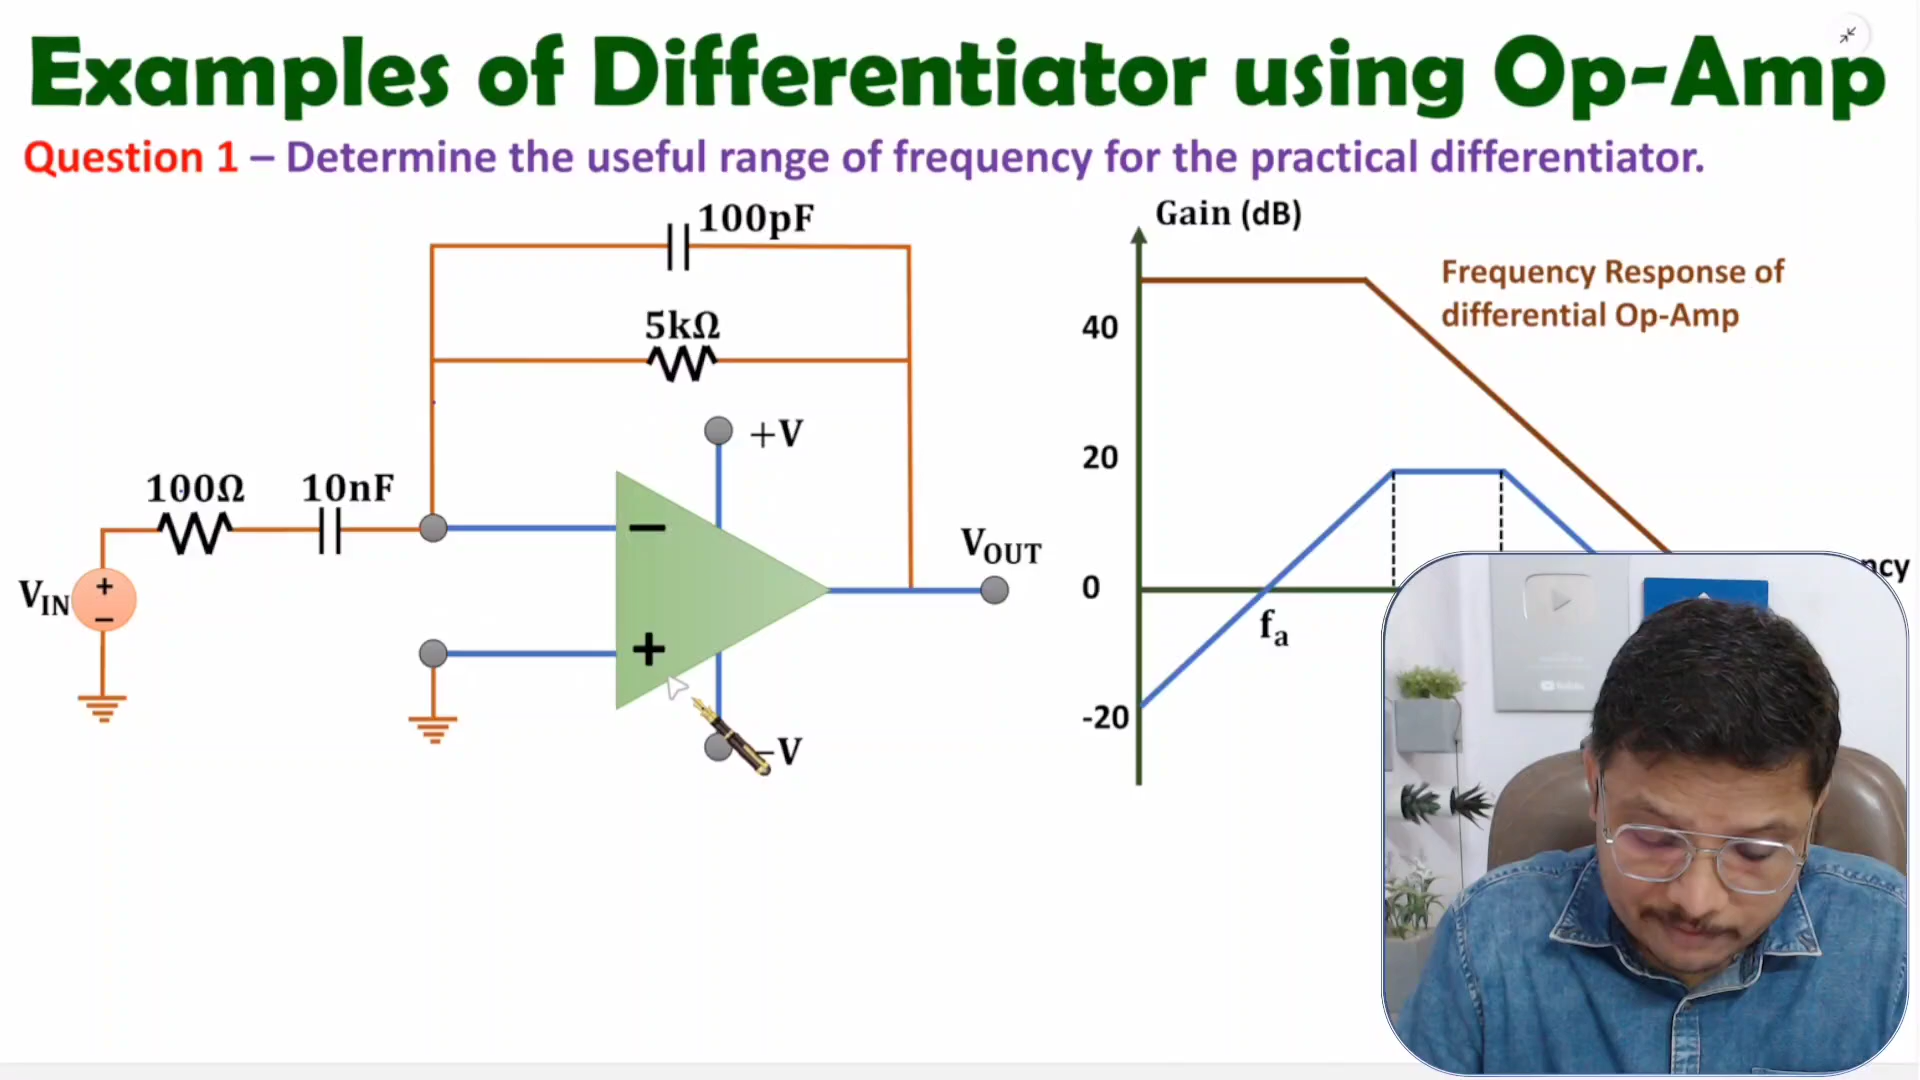 Examples of Differentiator using Op-Amp
Question 1 – Determine the useful range of frequency for the practical differentiator.
100pF
5kΩ
+V
100Ω
10nF
−
VIN
+
−
VOUT
+
–V
Gain (dB)
Frequency Response of
differential Op-Amp
40
20
0
fa
-20
ncy